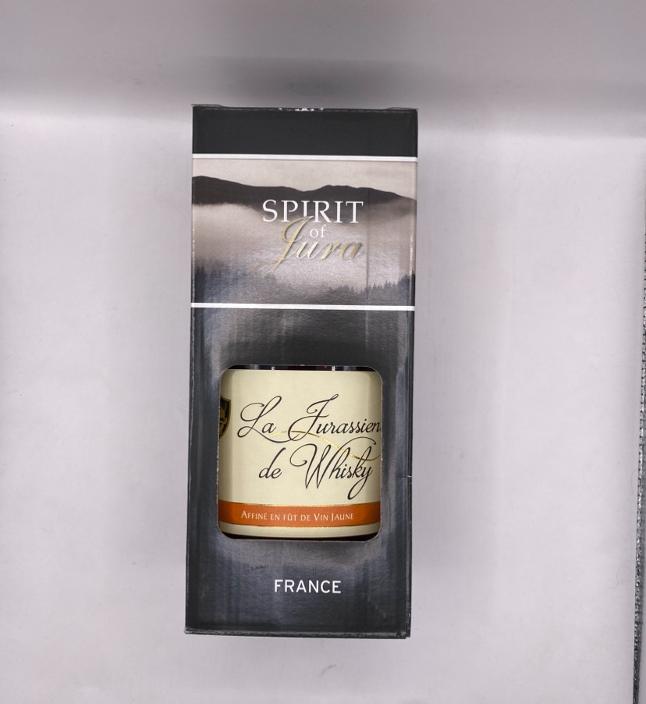 SPIRIT
of
Jura
La Jurassien
de Whisky
AFFINÉ EN FÛT DE VIN JAUNE
FRANCE